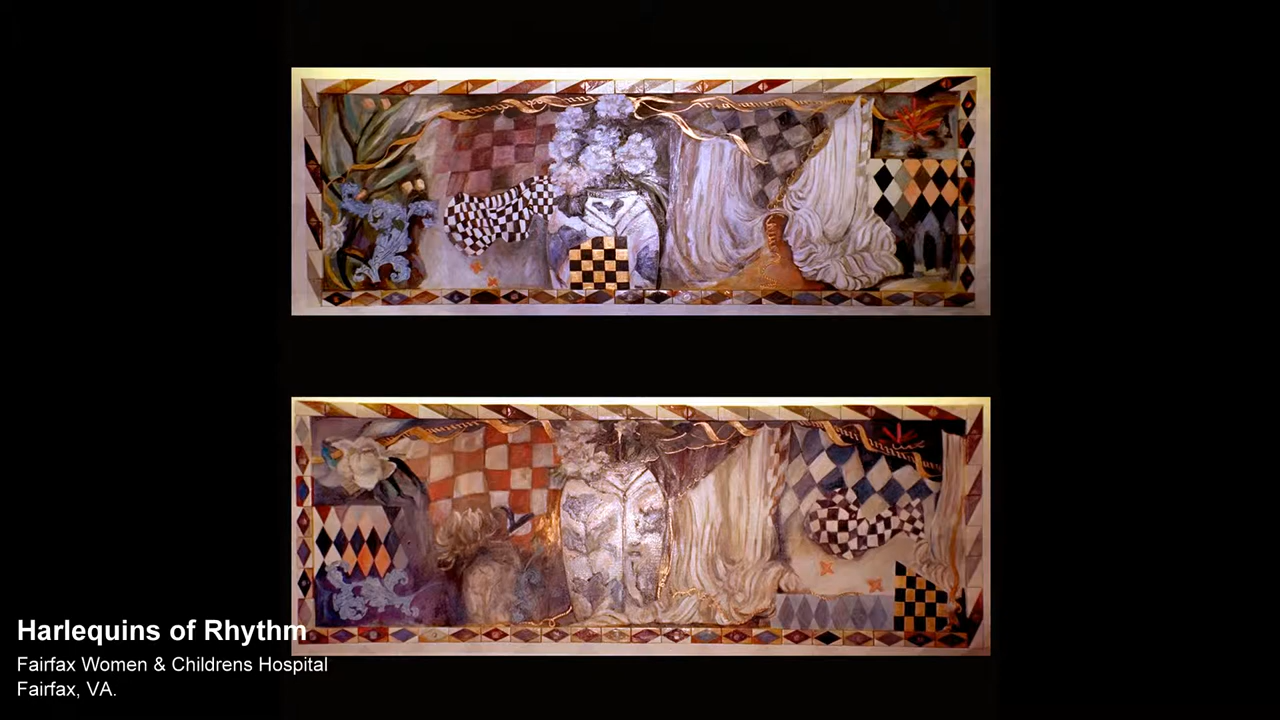 Harlequins of Rhythm
Fairfax Women & Childrens Hospital
Fairfax, VA.